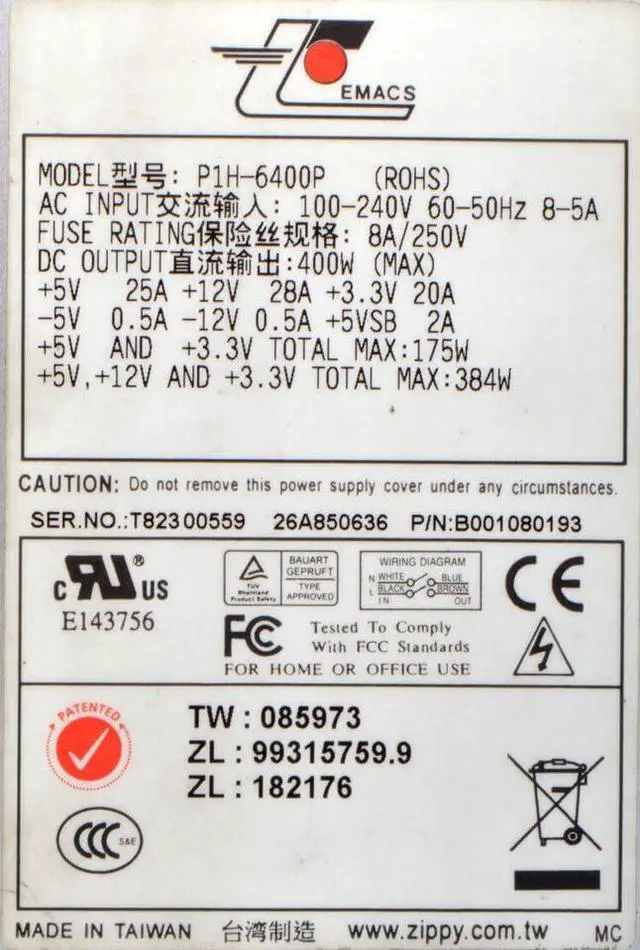 EMACS
MODEL型号: P1H-6400P (ROHS)
AC INPUT交流输入: 100-240V 60-50Hz 8-5A
FUSE RATING保险丝规格: 8A/250V
DC OUTPUT直流输出:400W (MAX)
+5V 25A +12V 28A +3.3V 20A
-5V 0.5A -12V 0.5A +5VSB 2A
+5V AND +3.3V TOTAL MAX:175W
+5V,+12V AND +3.3V TOTAL MAX:384W
CAUTION: Do not remove this power supply cover under any circumstances.
SER.NO.:T82300559 26A850636 P/N:B001080193
c RU ® US
E143756
TÜV
Rheinland
Product Safety
BAUART
GEPRUFT
TYPE
APPROVED
WIRING DIAGRAM
N WHITE BLUE
L BLACK BROWN
IN OUT
CE
FC
Tested To Comply
With FCC Standards
FOR HOME OR OFFICE USE
PATENTED
TW : 085973
ZL : 99315759.9
ZL : 182176
CCC S&E
MADE IN TAIWAN 台湾制造 www.zippy.com.tw MC